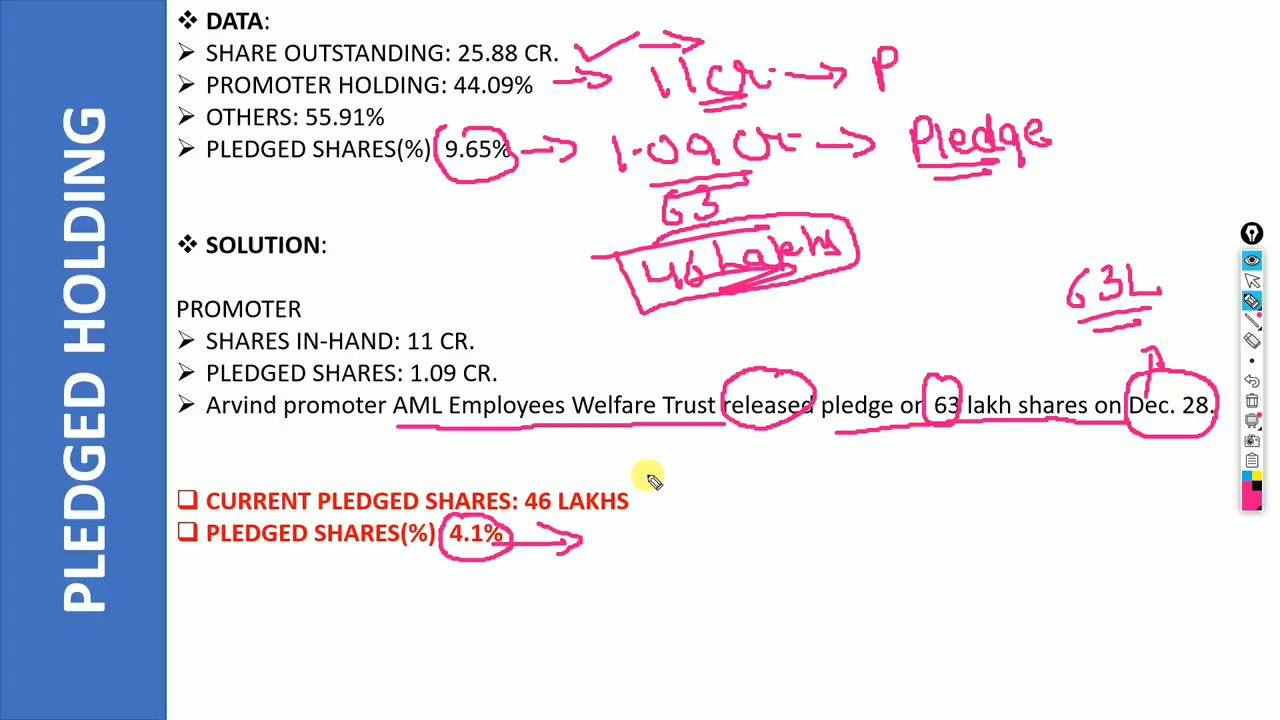 PLEDGED HOLDING
❖ DATA:
➢ SHARE OUTSTANDING: 25.88 CR.
➢ PROMOTER HOLDING: 44.09%
11 Cr → P
➢ OTHERS: 55.91%
➢ PLEDGED SHARES(%) 9.65%
1.09 Cr → Pledge
63
46 Lakhs
❖ SOLUTION:
63L
PROMOTER
➢ SHARES IN-HAND: 11 CR.
➢ PLEDGED SHARES: 1.09 CR.
➢ Arvind promoter AML Employees Welfare Trust released pledge on 63 lakh shares on Dec. 28.
❑ CURRENT PLEDGED SHARES: 46 LAKHS
❑ PLEDGED SHARES(%) 4.1%